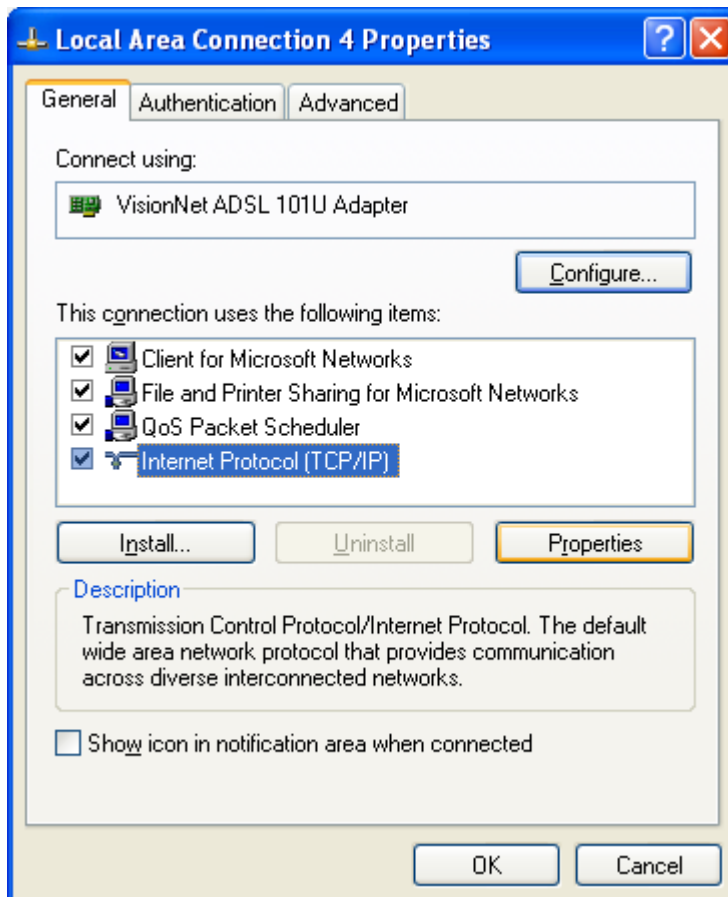 Local Area Connection 4 Properties
?
General Authentication Advanced
Connect using:
VisionNet ADSL 101U Adapter
Configure...
This connection uses the following items:
Client for Microsoft Networks
File and Printer Sharing for Microsoft Networks
QoS Packet Scheduler
Internet Protocol (TCP/IP)
Install... Uninstall Properties
Description
Transmission Control Protocol/Internet Protocol. The default
wide area network protocol that provides communication
across diverse interconnected networks.
Show icon in notification area when connected
OK Cancel